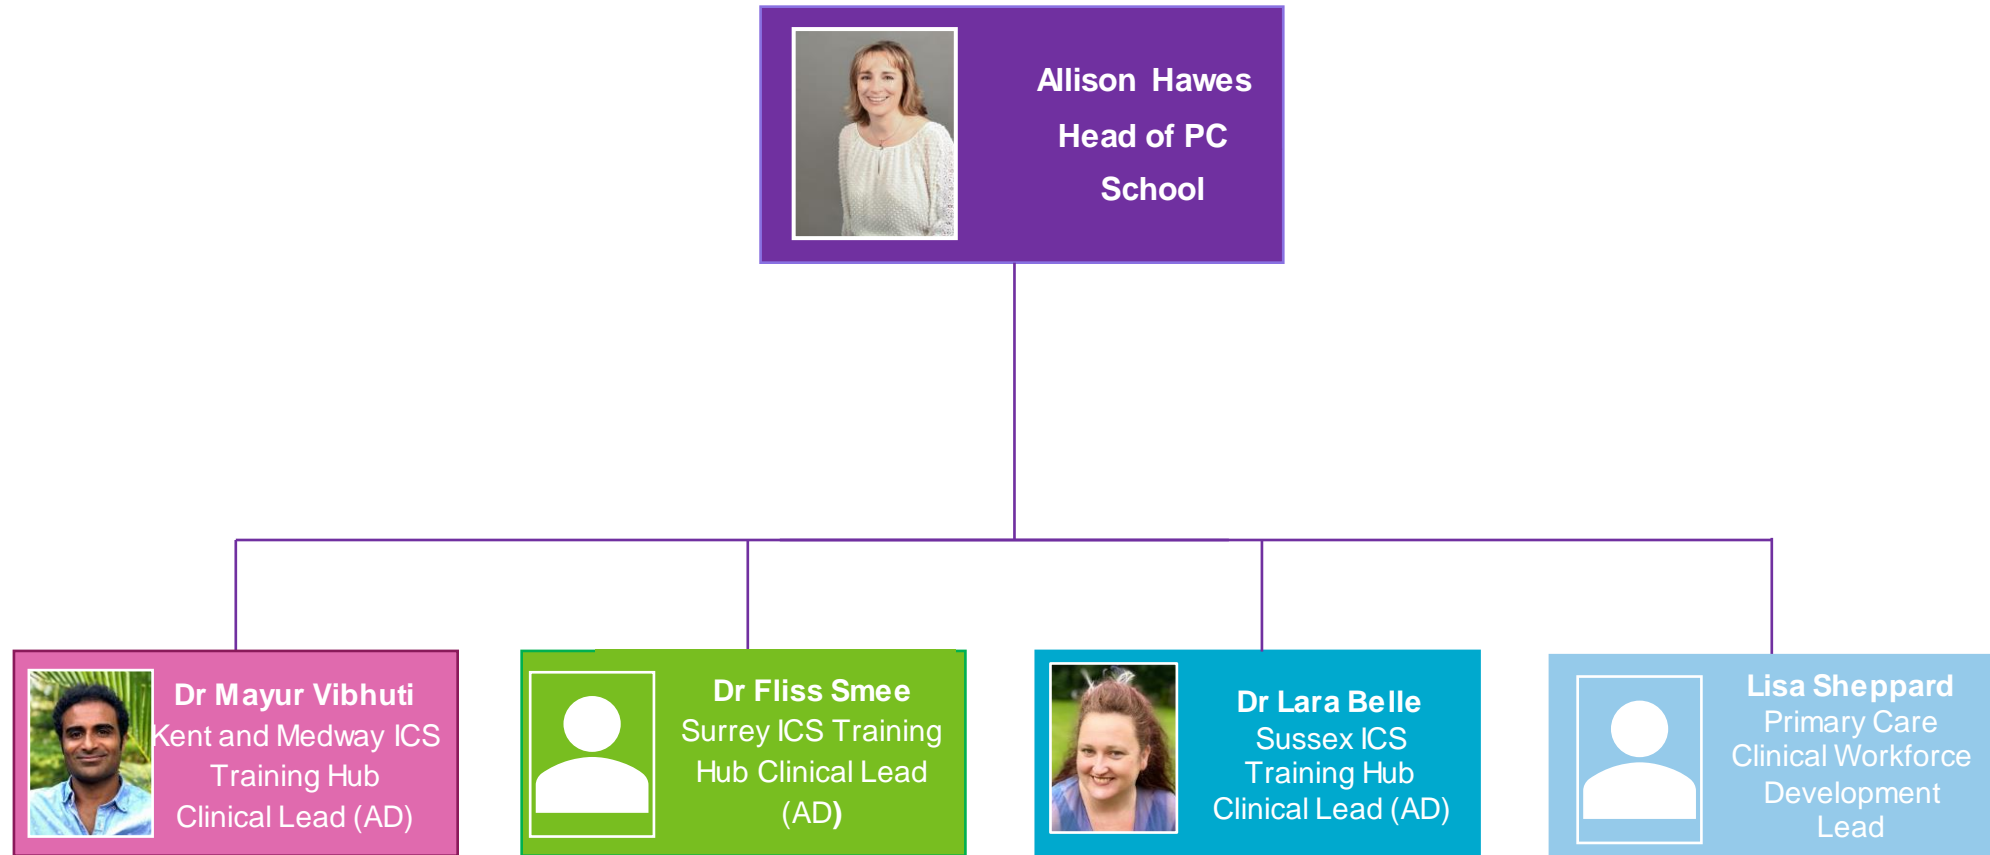 Allison Hawes
Head of PC
School
Dr Mayur Vibhuti
Kent and Medway ICS
Training Hub
Clinical Lead (AD)
Dr Fliss Smee
Surrey ICS Training
Hub Clinical Lead
(AD)
Dr Lara Belle
Sussex ICS
Training Hub
Clinical Lead (AD)
Lisa Sheppard
Primary Care
Clinical Workforce
Development
Lead